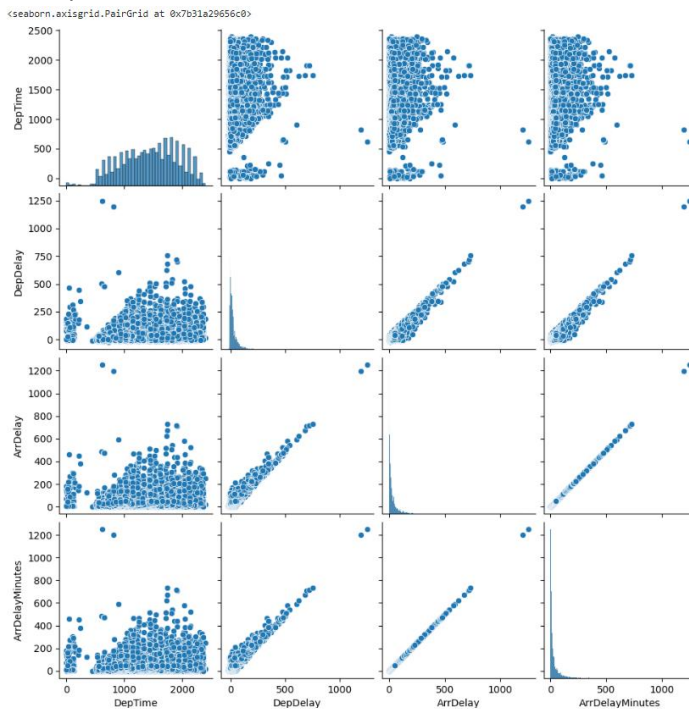 <seaborn.axisgrid.PairGrid at 0x7b31a29656c0>
2500
2000
1500
1000
500
0
DepTime
1250
1000
750
500
250
0
DepDelay
1200
1000
800
600
400
200
0
ArrDelay
1200
1000
800
600
400
200
0
ArrDelayMinutes
0 1000 2000
DepTime
0 500 1000
DepDelay
0 500 1000
ArrDelay
0 500 1000
ArrDelayMinutes